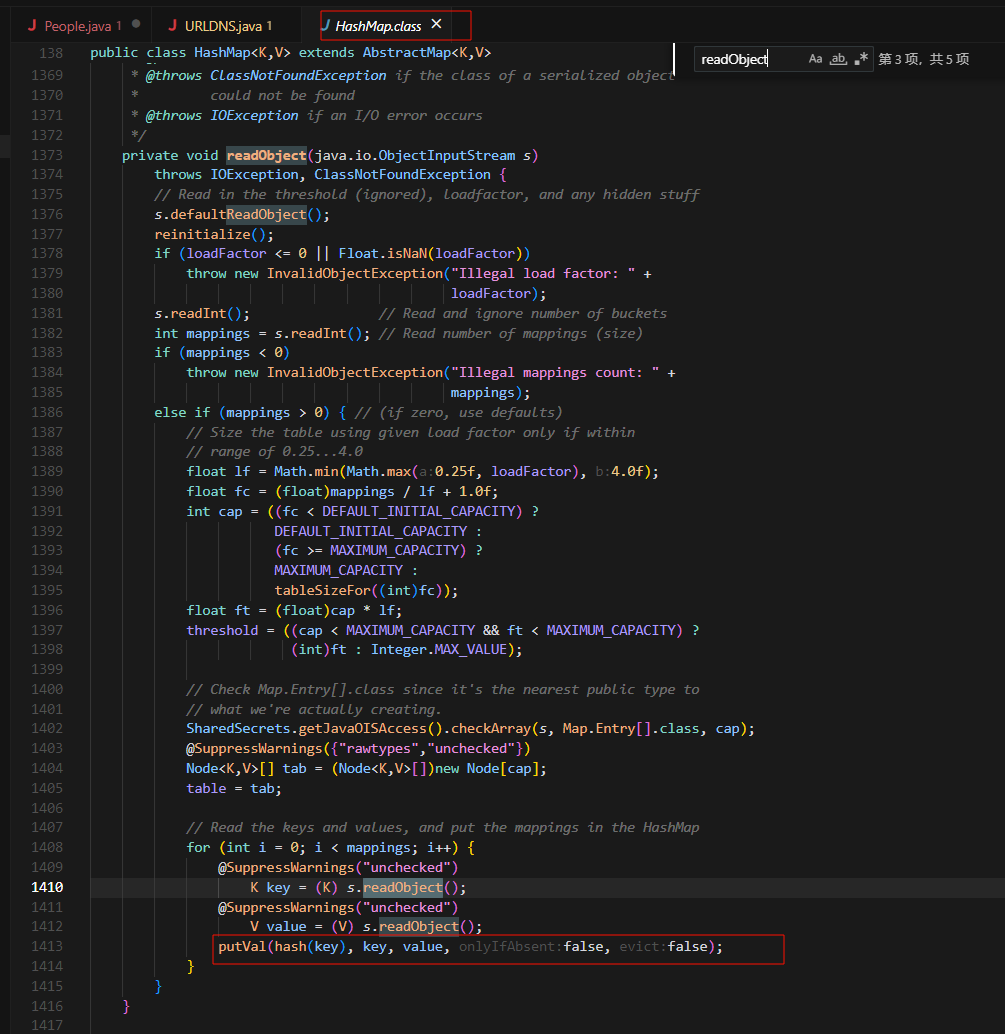 J People.java 1 ●
J URLDNS.java 1
J HashMap.class ✕
readObject
Aa ab .* 第 3 项, 共 5 项
138 public class HashMap<K,V> extends AbstractMap<K,V>
1369 * @throws ClassNotFoundException if the class of a serialized object
1370 * could not be found
1371 * @throws IOException if an I/O error occurs
1372 */
1373 private void readObject(java.io.ObjectInputStream s)
1374 throws IOException, ClassNotFoundException {
1375 // Read in the threshold (ignored), loadfactor, and any hidden stuff
1376 s.defaultReadObject();
1377 reinitialize();
1378 if (loadFactor <= 0 || Float.isNaN(loadFactor))
1379 throw new InvalidObjectException("Illegal load factor: " +
1380 loadFactor);
1381 s.readInt(); // Read and ignore number of buckets
1382 int mappings = s.readInt(); // Read number of mappings (size)
1383 if (mappings < 0)
1384 throw new InvalidObjectException("Illegal mappings count: " +
1385 mappings);
1386 else if (mappings > 0) { // (if zero, use defaults)
1387 // Size the table using given load factor only if within
1388 // range of 0.25...4.0
1389 float lf = Math.min(Math.max(a:0.25f, loadFactor), b:4.0f);
1390 float fc = (float)mappings / lf + 1.0f;
1391 int cap = ((fc < DEFAULT_INITIAL_CAPACITY) ?
1392 DEFAULT_INITIAL_CAPACITY :
1393 (fc >= MAXIMUM_CAPACITY) ?
1394 MAXIMUM_CAPACITY :
1395 tableSizeFor((int)fc));
1396 float ft = (float)cap * lf;
1397 threshold = ((cap < MAXIMUM_CAPACITY && ft < MAXIMUM_CAPACITY) ?
1398 (int)ft : Integer.MAX_VALUE);
1399
1400 // Check Map.Entry[].class since it's the nearest public type to
1401 // what we're actually creating.
1402 SharedSecrets.getJavaOISAccess().checkArray(s, Map.Entry[].class, cap);
1403 @SuppressWarnings({"rawtypes","unchecked"})
1404 Node<K,V>[] tab = (Node<K,V>[])new Node[cap];
1405 table = tab;
1406
1407 // Read the keys and values, and put the mappings in the HashMap
1408 for (int i = 0; i < mappings; i++) {
1409 @SuppressWarnings("unchecked")
1410 K key = (K) s.readObject();
1411 @SuppressWarnings("unchecked")
1412 V value = (V) s.readObject();
1413 putVal(hash(key), key, value, onlyIfAbsent:false, evict:false);
1414 }
1415 }
1416 }
1417